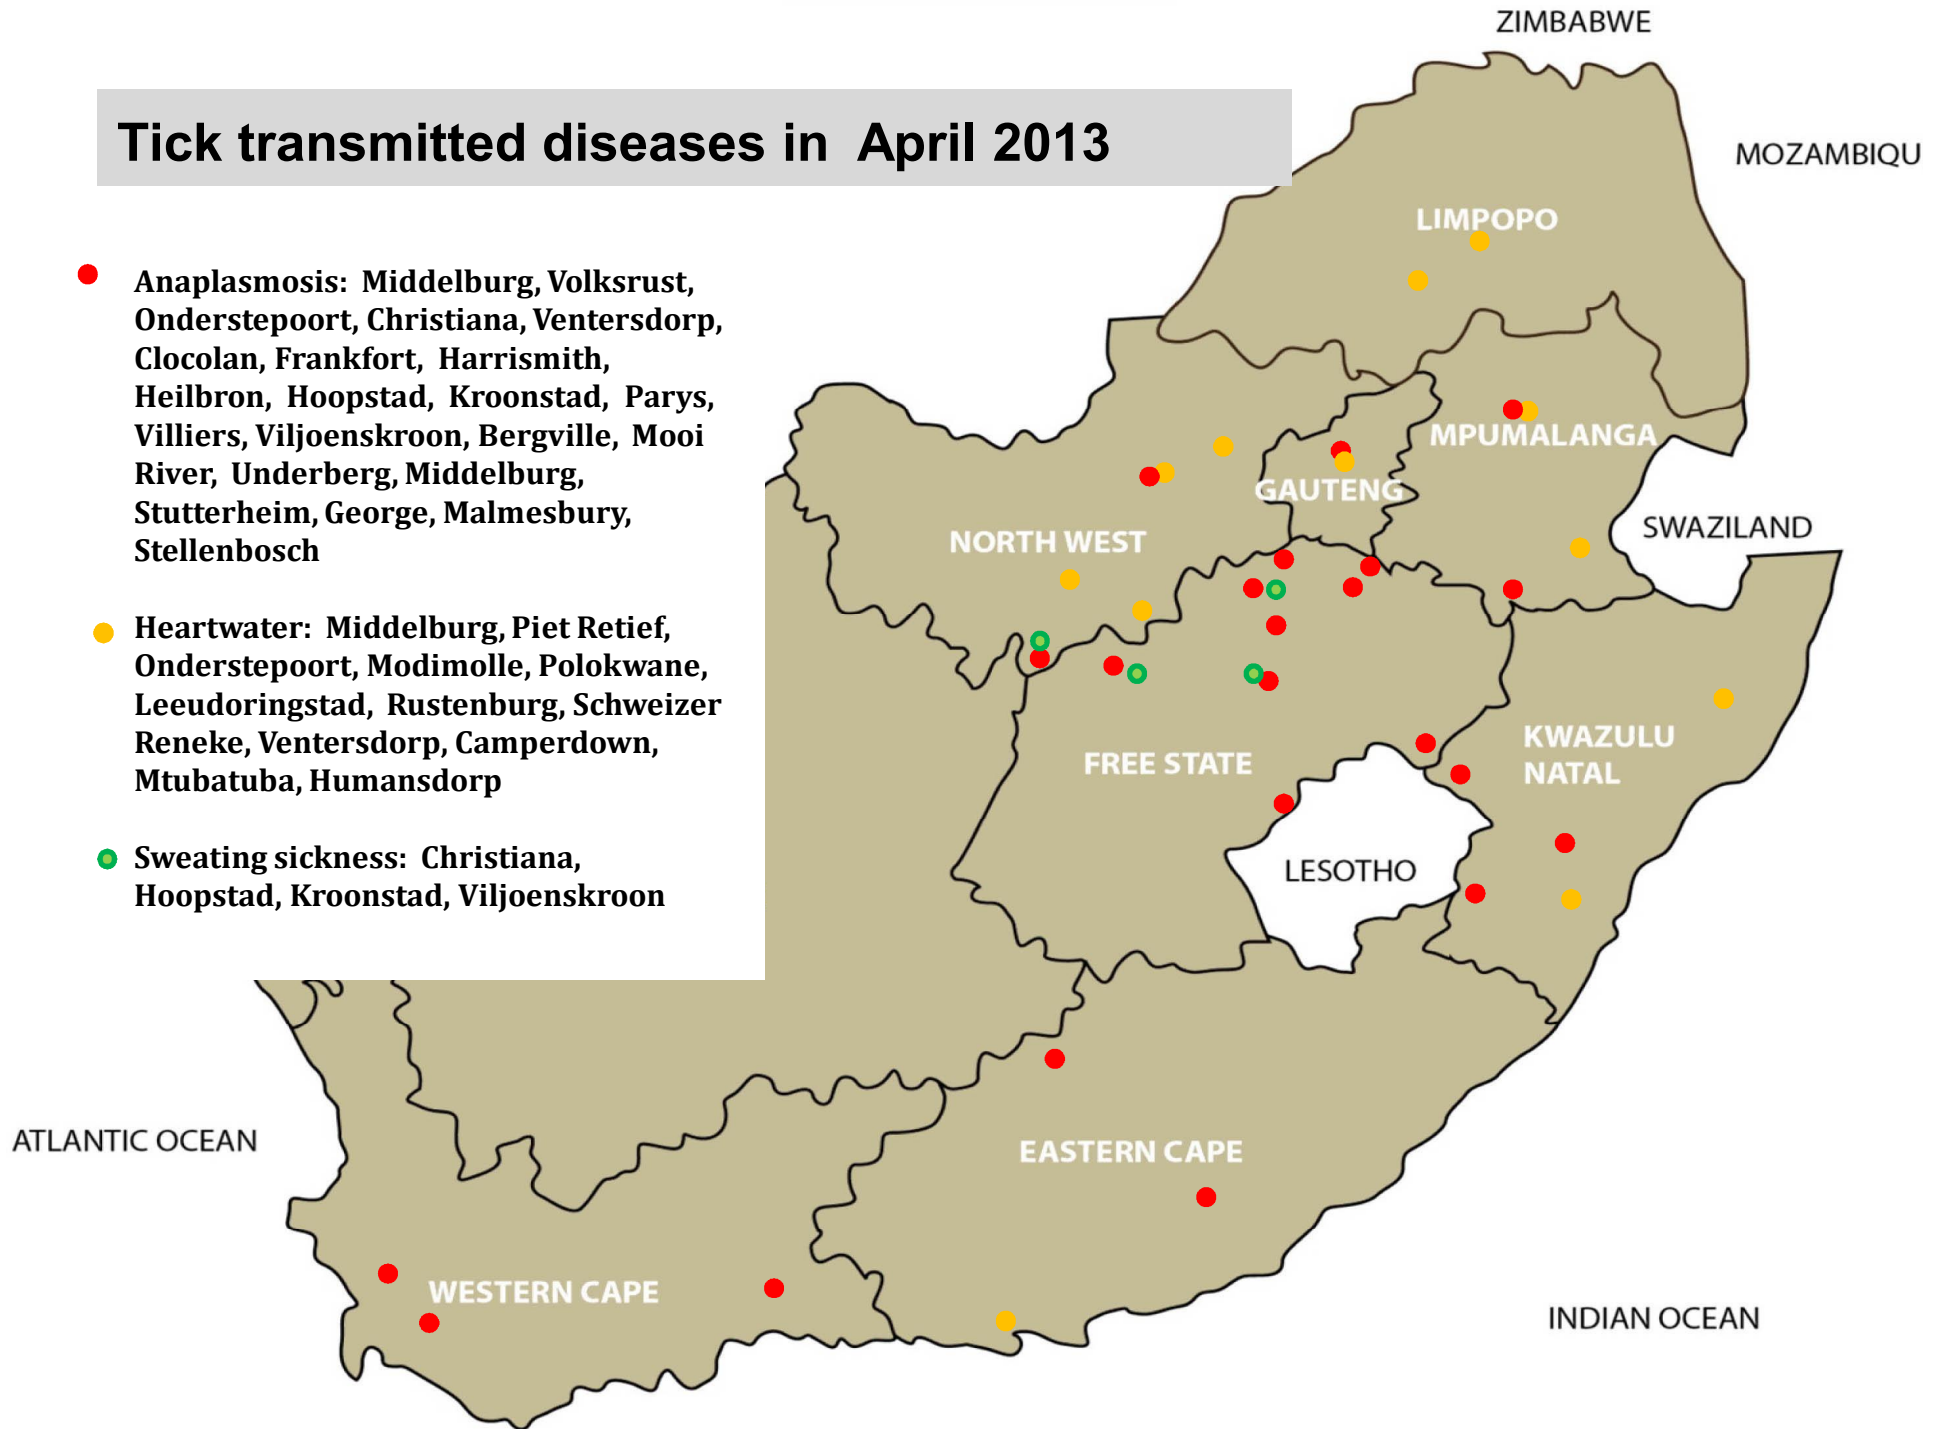 ZIMBABWE
Tick transmitted diseases in April 2013
MOZAMBIQU
LIMPOPO
Anaplasmosis: Middelburg, Volksrust,
Onderstepoort, Christiana, Ventersdorp,
Clocolan, Frankfort, Harrismith,
Heilbron, Hoopstad, Kroonstad, Parys,
Villiers, Viljoenskroon, Bergville, Mooi
River, Underberg, Middelburg,
Stutterheim, George, Malmesbury,
Stellenbosch
Heartwater: Middelburg, Piet Retief,
Onderstepoort, Modimolle, Polokwane,
Leeudoringstad, Rustenburg, Schweizer
Reneke, Ventersdorp, Camperdown,
Mtubatuba, Humansdorp
Sweating sickness: Christiana,
Hoopstad, Kroonstad, Viljoenskroon
MPUMALANGA
GAUTENG
NORTH WEST
SWAZILAND
FREE STATE
KWAZULU
NATAL
LESOTHO
ATLANTIC OCEAN
EASTERN CAPE
WESTERN CAPE
INDIAN OCEAN